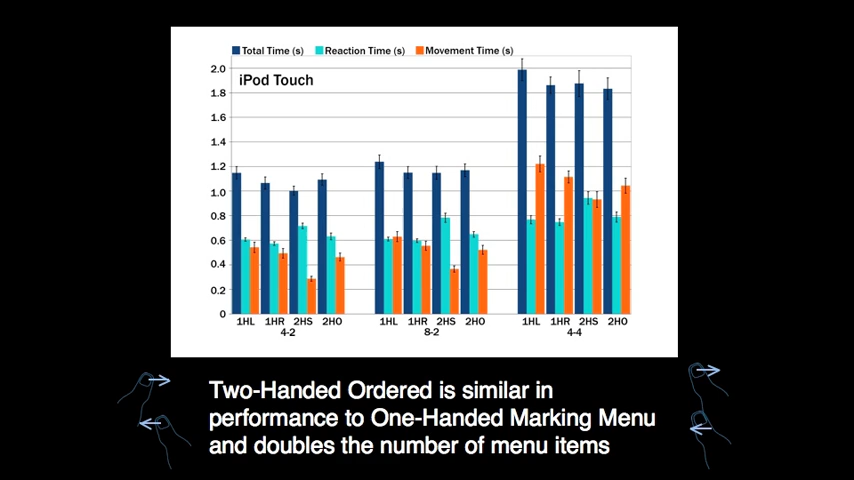 Total Time (s) Reaction Time (s) Movement Time (s)
iPod Touch
2.0
1.8
1.6
1.4
1.2
1.0
0.8
0.6
0.4
0.2
0
1HL 1HR 2HS 2HO 1HL 1HR 2HS 2HO 1HL 1HR 2HS 2HO
4-2 8-2 4-4
Two-Handed Ordered is similar in
performance to One-Handed Marking Menu
and doubles the number of menu items